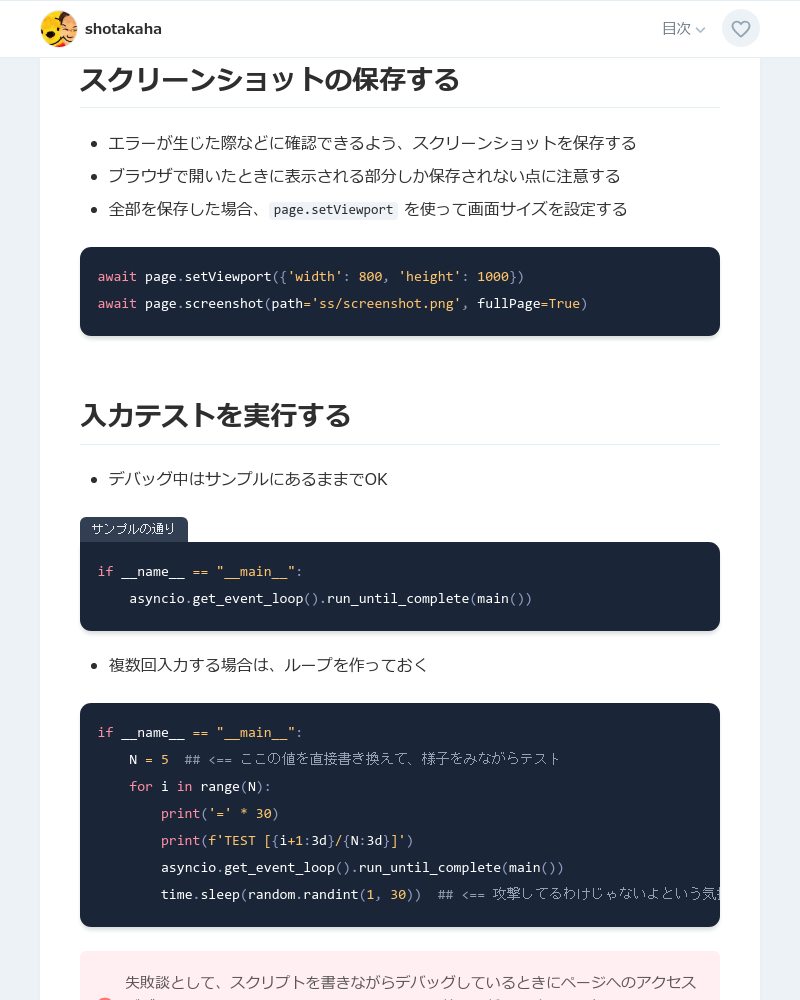 shotakaha
目次
スクリーンショットの保存する
エラーが生じた際などに確認できるよう、スクリーンショットを保存する
ブラウザで開いたときに表示される部分しか保存されない点に注意する
全部を保存した場合、page.setViewport を使って画面サイズを設定する
await page.setViewport({'width': 800, 'height': 1000})
await page.screenshot(path='ss/screenshot.png', fullPage=True)
入力テストを実行する
デバッグ中はサンプルにあるままでOK
サンプルの通り
if __name__ == "__main__":
    asyncio.get_event_loop().run_until_complete(main())
複数回入力する場合は、ループを作っておく
if __name__ == "__main__":
    N = 5  ## <== ここの値を直接書き換えて、様子をみながらテスト
    for i in range(N):
        print('=' * 30)
        print(f'TEST [{i+1:3d}/{N:3d}]')
        asyncio.get_event_loop().run_until_complete(main())
        time.sleep(random.randint(1, 30))  ## <== 攻撃してるわけじゃないよという気
失敗談として、スクリプトを書きながらデバッグしているときにページへのアクセス